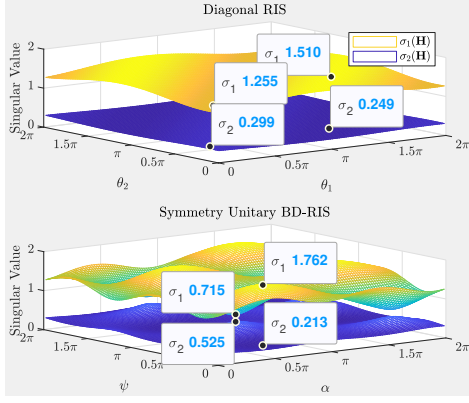 Diagonal RIS
σ1(H)
σ2(H)
σ1 1.510
σ1 1.255
σ2 0.249
σ2 0.299
Singular Value
2
1
0
2π
1.5π
π
0.5π
0
θ2
0
0.5π
π
1.5π
2π
θ1
Symmetry Unitary BD-RIS
σ1 1.762
σ1 0.715
σ2 0.213
σ2 0.525
Singular Value
2
1
0
2π
1.5π
π
0.5π
0
ψ
0
0.5π
π
1.5π
2π
α